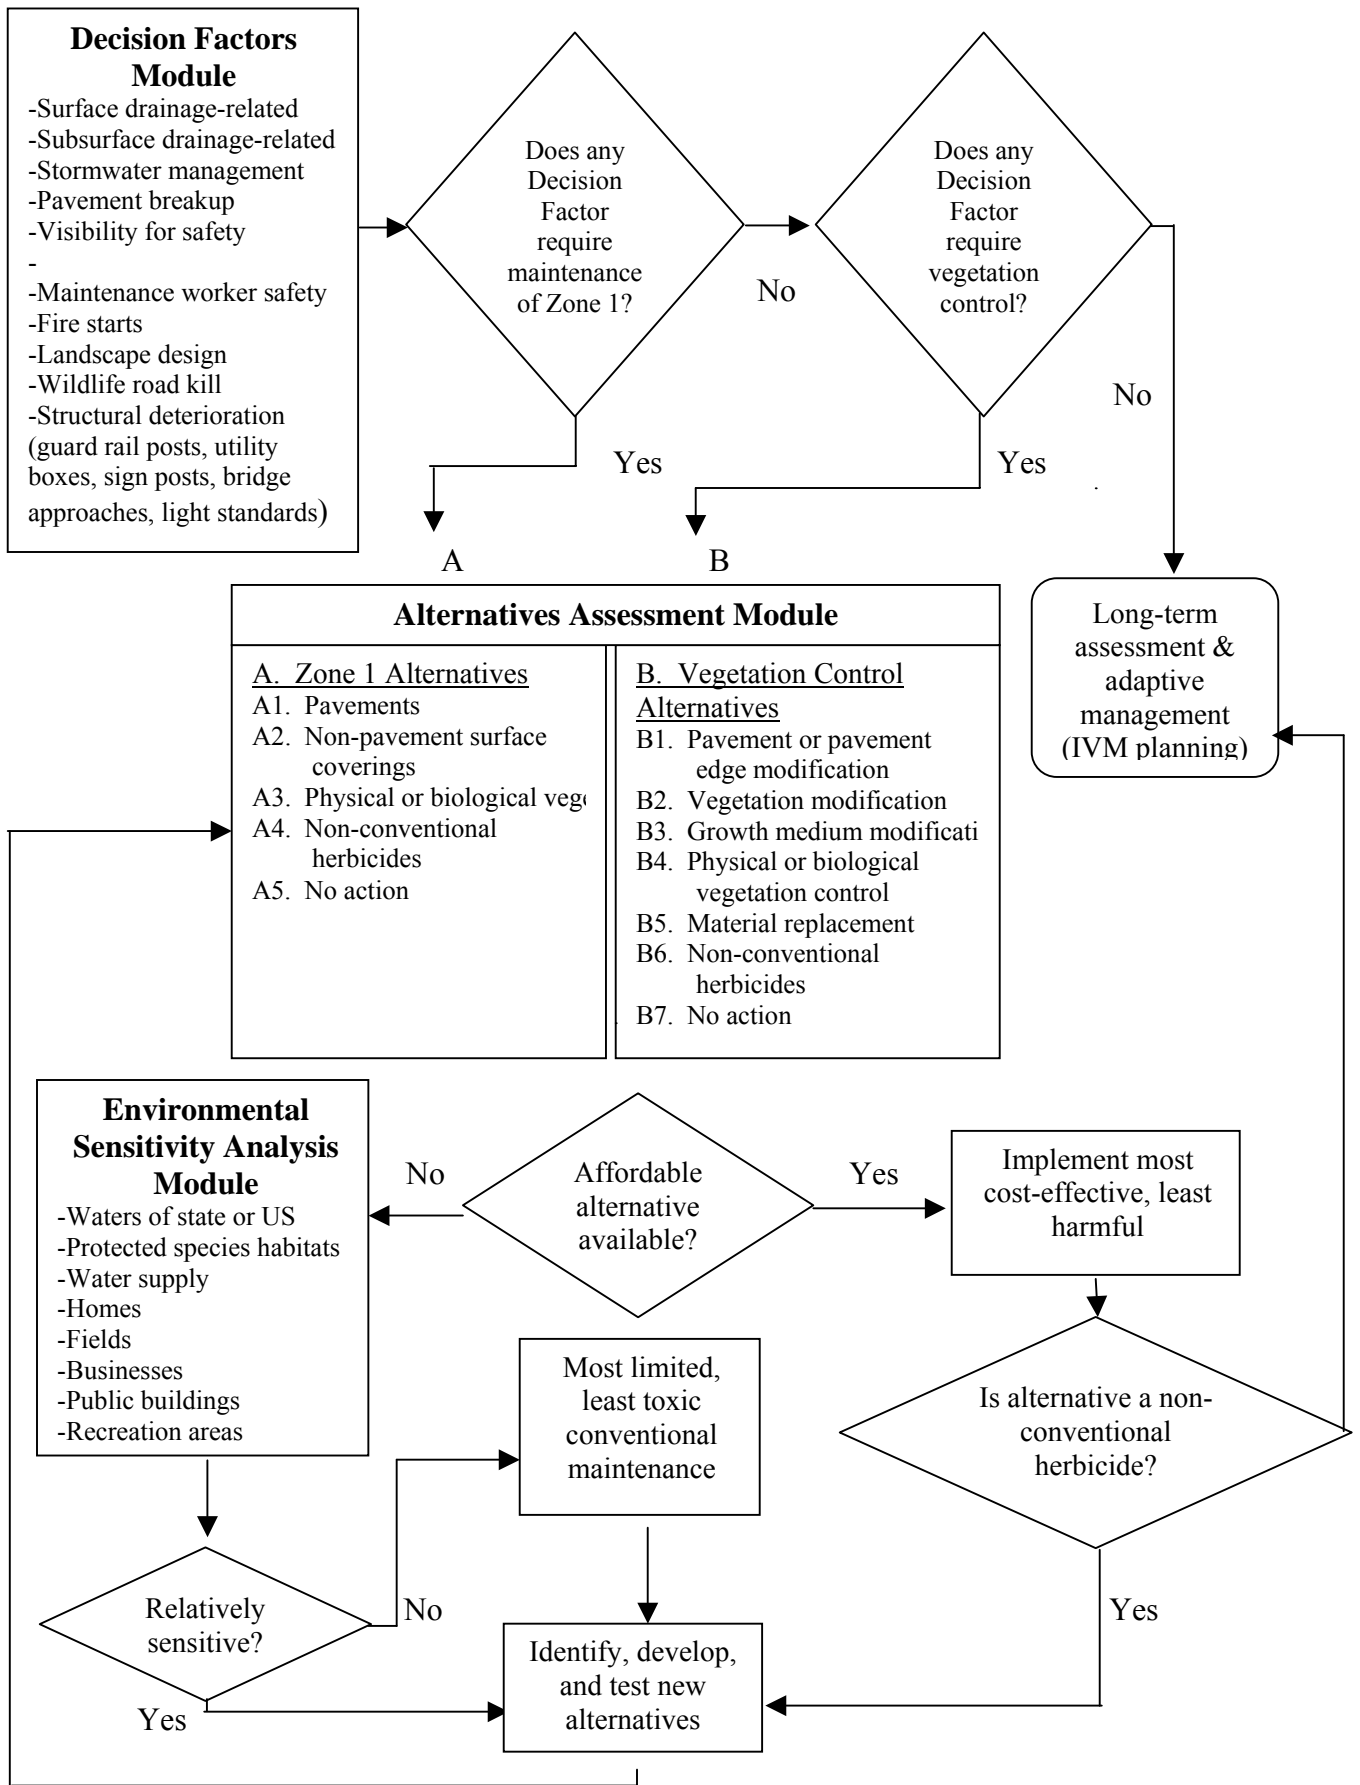 Decision Factors
Module
-Surface drainage-related
-Subsurface drainage-related
-Stormwater management
-Pavement breakup
-Visibility for safety
-
-Maintenance worker safety
-Fire starts
-Landscape design
-Wildlife road kill
-Structural deterioration
(guard rail posts, utility
boxes, sign posts, bridge
approaches, light standards)
Does any
Decision
Factor
require
maintenance
of Zone 1?
No
Yes
Does any
Decision
Factor
require
vegetation
control?
No
Yes
A
B
Long-term
assessment &
adaptive
management
(IVM planning)
Alternatives Assessment Module
A. Zone 1 Alternatives
A1. Pavements
A2. Non-pavement surface
coverings
A3. Physical or biological vege
A4. Non-conventional
herbicides
A5. No action
B. Vegetation Control
Alternatives
B1. Pavement or pavement
edge modification
B2. Vegetation modification
B3. Growth medium modificati
B4. Physical or biological
vegetation control
B5. Material replacement
B6. Non-conventional
herbicides
B7. No action
Environmental
Sensitivity Analysis
Module
-Waters of state or US
-Protected species habitats
-Water supply
-Homes
-Fields
-Businesses
-Public buildings
-Recreation areas
No
Affordable
alternative
available?
Yes
Implement most
cost-effective, least
harmful
Most limited,
least toxic
conventional
maintenance
Is alternative a non-
conventional
herbicide?
Relatively
sensitive?
No
Yes
Identify, develop,
and test new
alternatives
Yes